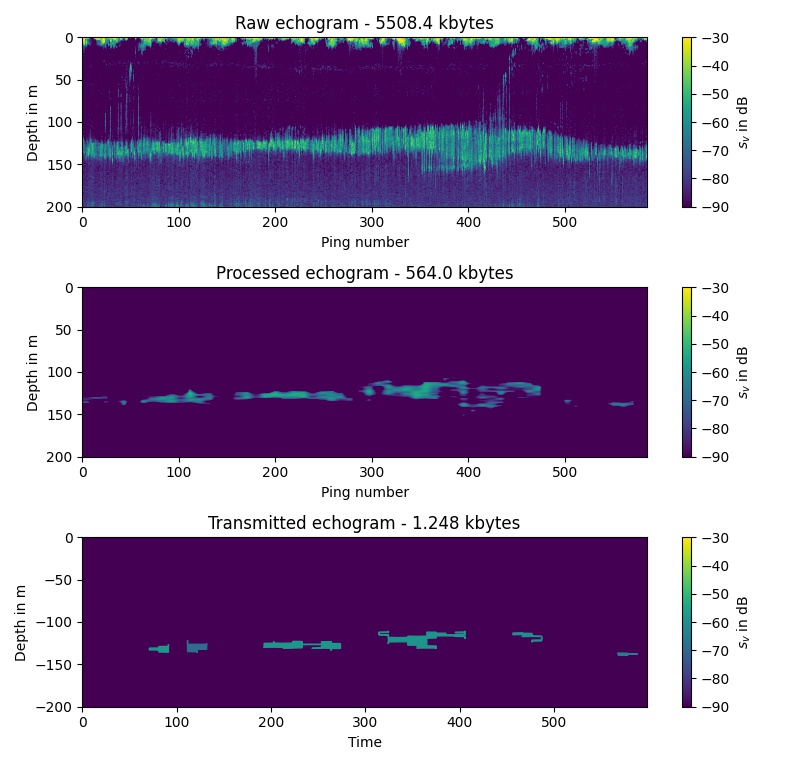 Raw echogram - 5508.4 kbytes
0
50
100
150
200
Depth in m
0 100 200 300 400 500
Ping number
−30
−40
−50
−60
−70
−80
−90
sᵥ in dB
Processed echogram - 564.0 kbytes
0
50
100
150
200
Depth in m
0 100 200 300 400 500
Ping number
−30
−40
−50
−60
−70
−80
−90
sᵥ in dB
Transmitted echogram - 1.248 kbytes
0
−50
−100
−150
−200
Depth in m
0 100 200 300 400 500
Time
−30
−40
−50
−60
−70
−80
−90
sᵥ in dB